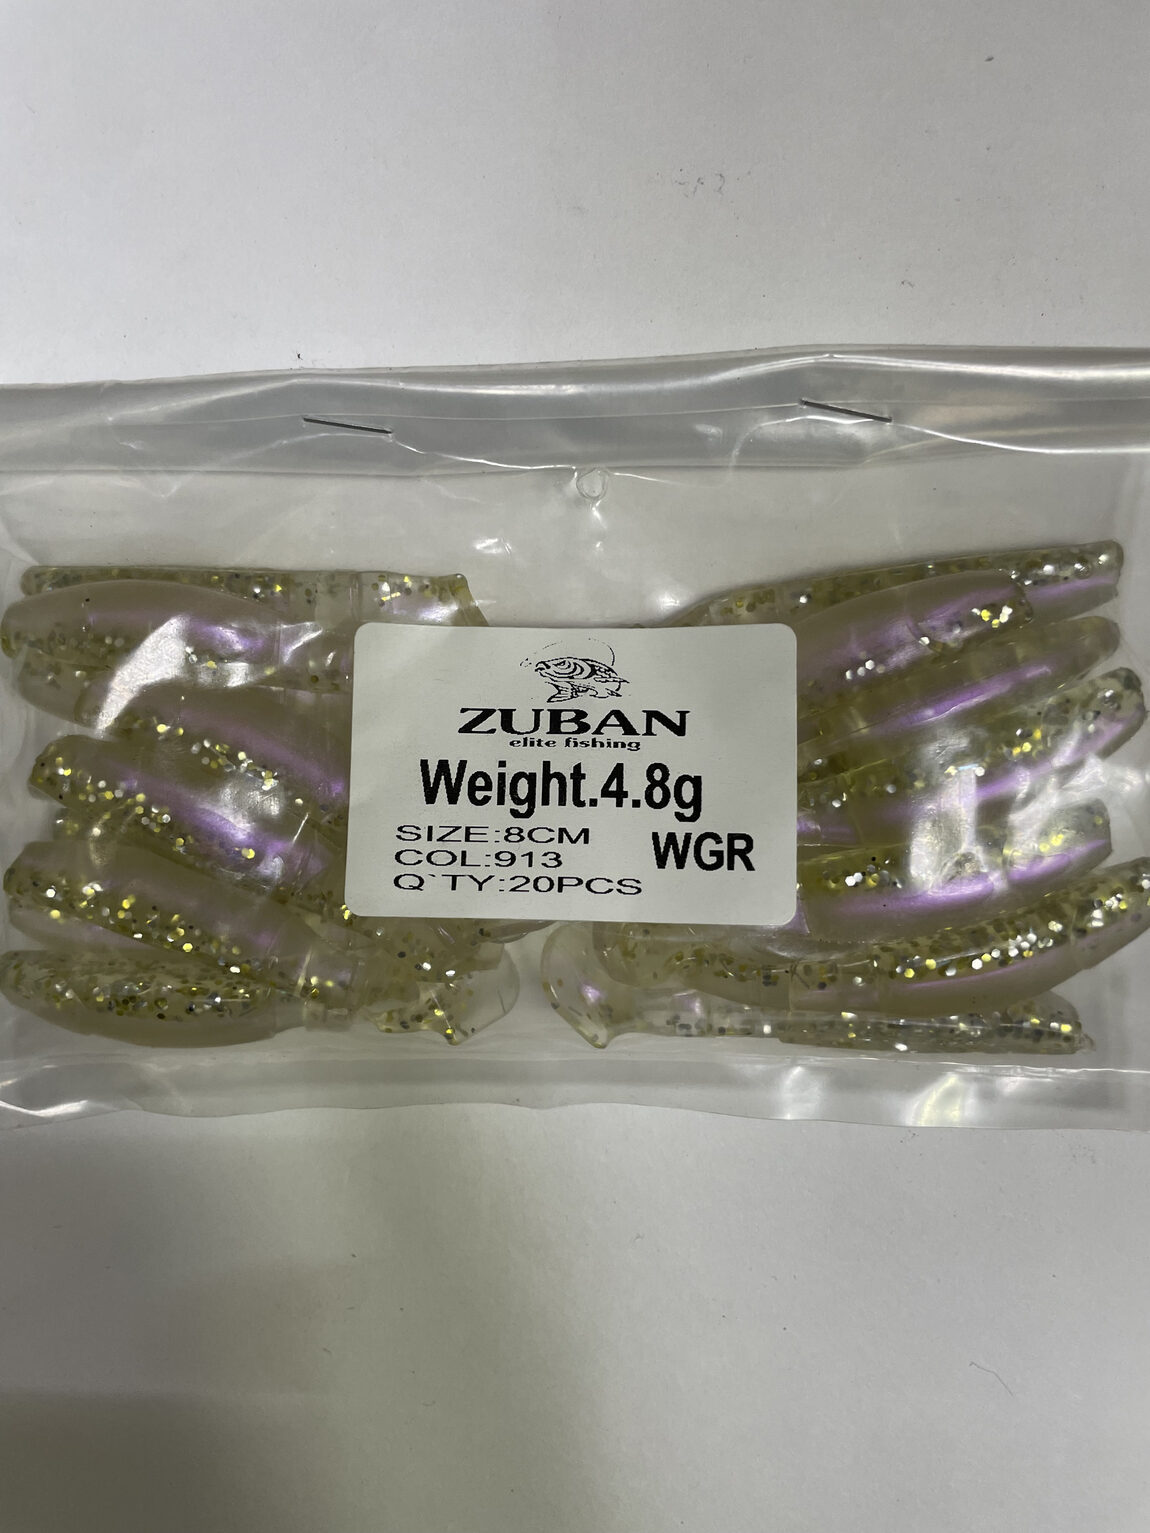 ZUBAN
elite fishing
Weight.4.8g
SIZE:8CM
COL:913
WGR
Q`TY:20PCS